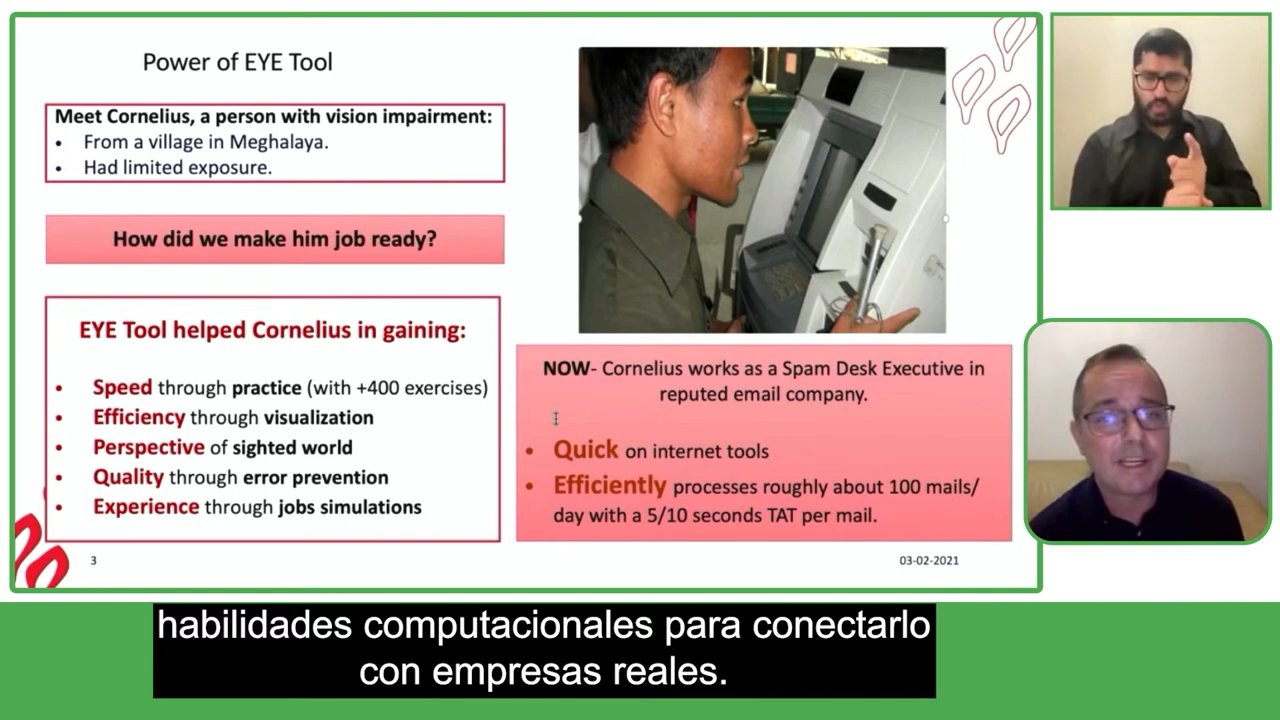 Power of EYE Tool
Meet Cornelius, a person with vision impairment:
• From a village in Meghalaya.
• Had limited exposure.
How did we make him job ready?
EYE Tool helped Cornelius in gaining:
• Speed through practice (with +400 exercises)
• Efficiency through visualization
• Perspective of sighted world
• Quality through error prevention
• Experience through jobs simulations
NOW- Cornelius works as a Spam Desk Executive in
reputed email company.
• Quick on internet tools
• Efficiently processes roughly about 100 mails/
day with a 5/10 seconds TAT per mail.
3
03-02-2021
habilidades computacionales para conectarlo
con empresas reales.